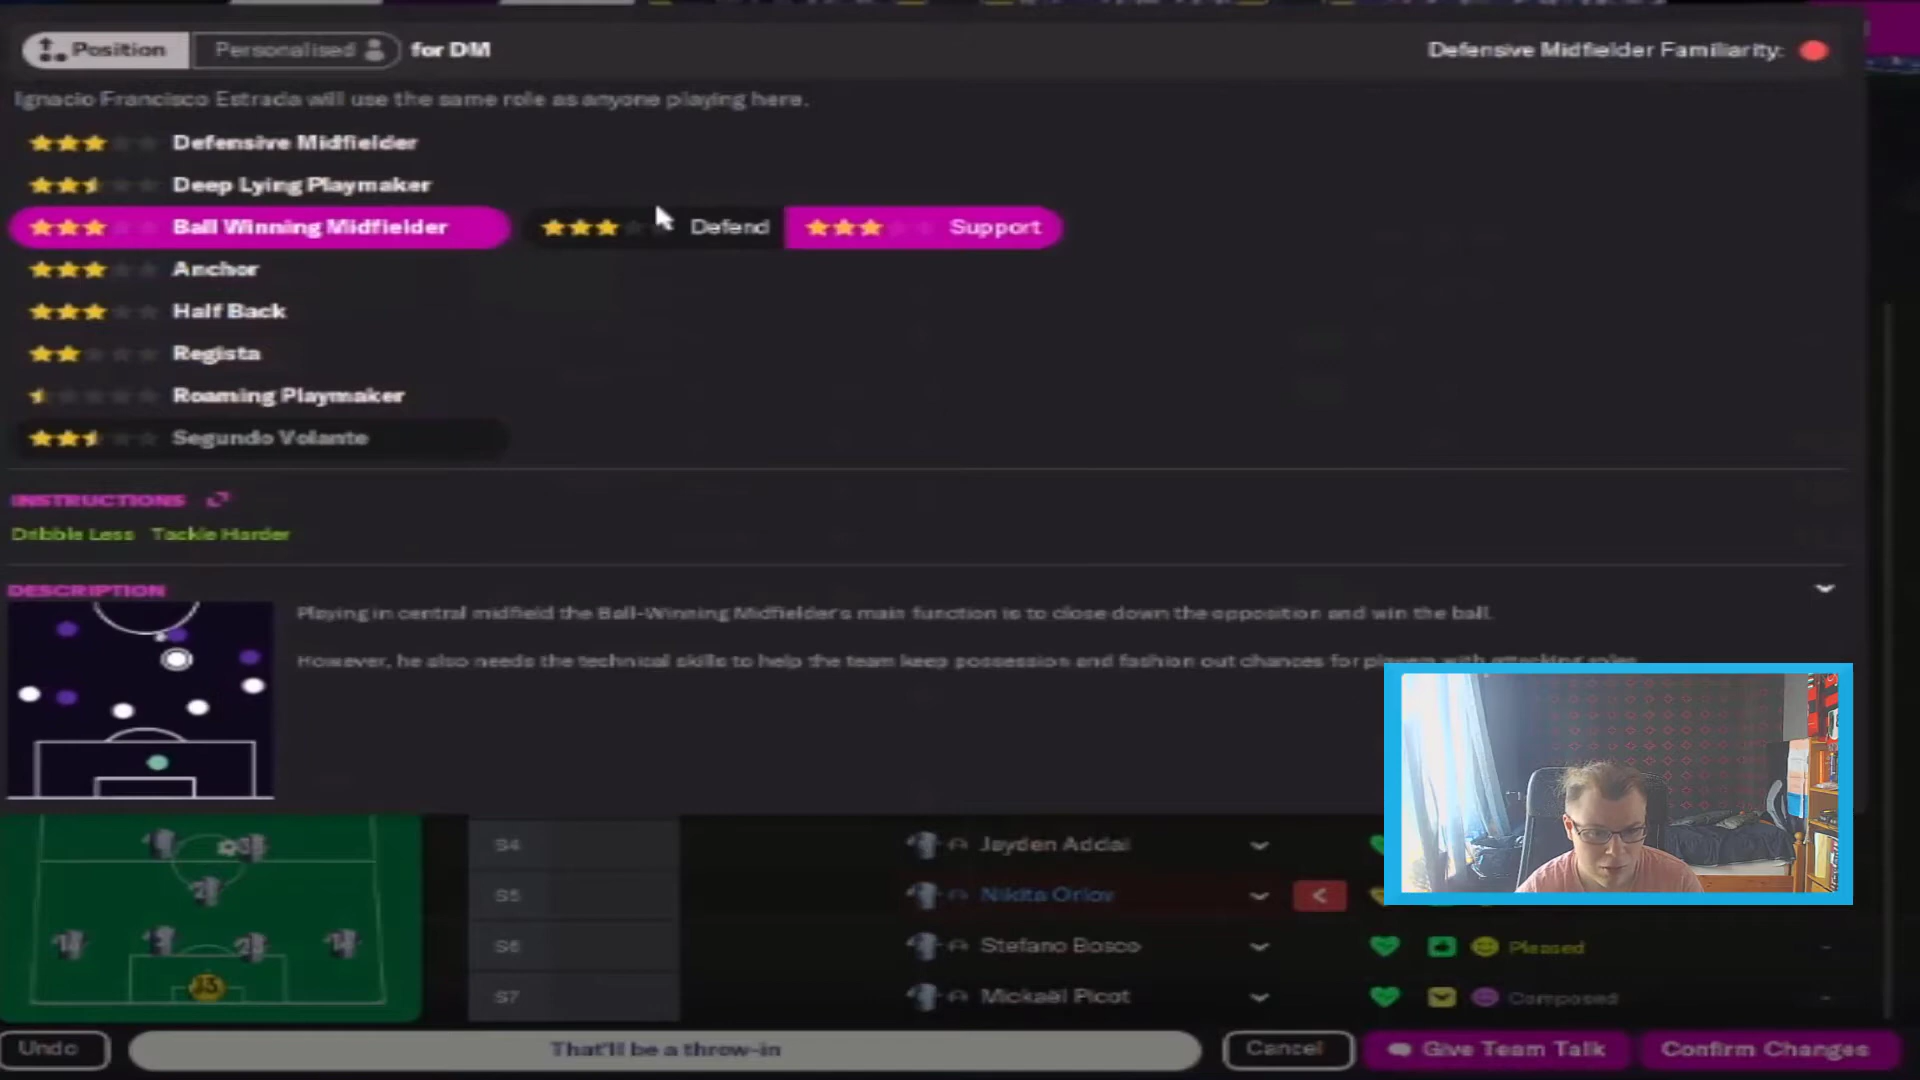 Position Personalised for DM Defensive Midfielder Familiarity:
Ignacio Francisco Estrada will use the same role as anyone playing here.
Defensive Midfielder
Deep Lying Playmaker
Ball Winning Midfielder Defend Support
Anchor
Half Back
Regista
Roaming Playmaker
Segundo Volante
INSTRUCTIONS
Dribble Less Tackle Harder
DESCRIPTION
Playing in central midfield the Ball-Winning Midfielder's main function is to close down the opposition and win the ball.
However, he also needs the technical skills to help the team keep possession and fashion out chances for players with attacking roles.
S4 Jayden Addai
S5 Nikita Orlov
S6 Stefano Bosco Pleased
S7 Mickaël Picot Composed
Undo That'll be a throw-in Cancel Give Team Talk Confirm Changes